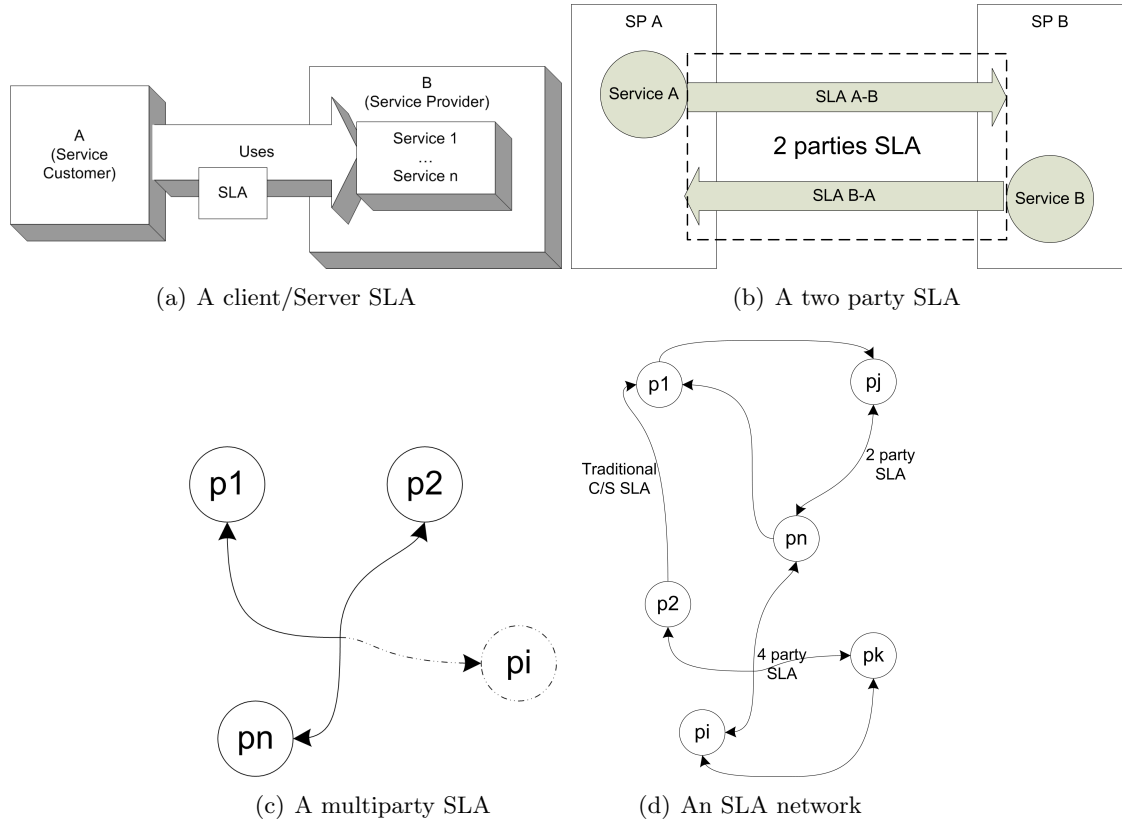 A
(Service
Customer)
Uses
SLA
B
(Service Provider)
Service 1
...
Service n
(a) A client/Server SLA
SP A
SP B
Service A
SLA A-B
2 parties SLA
SLA B-A
Service B
(b) A two party SLA
p1
p2
pi
pn
(c) A multiparty SLA
p1
pj
Traditional
C/S SLA
2 party
SLA
pn
p2
4 party
SLA
pk
pi
(d) An SLA network